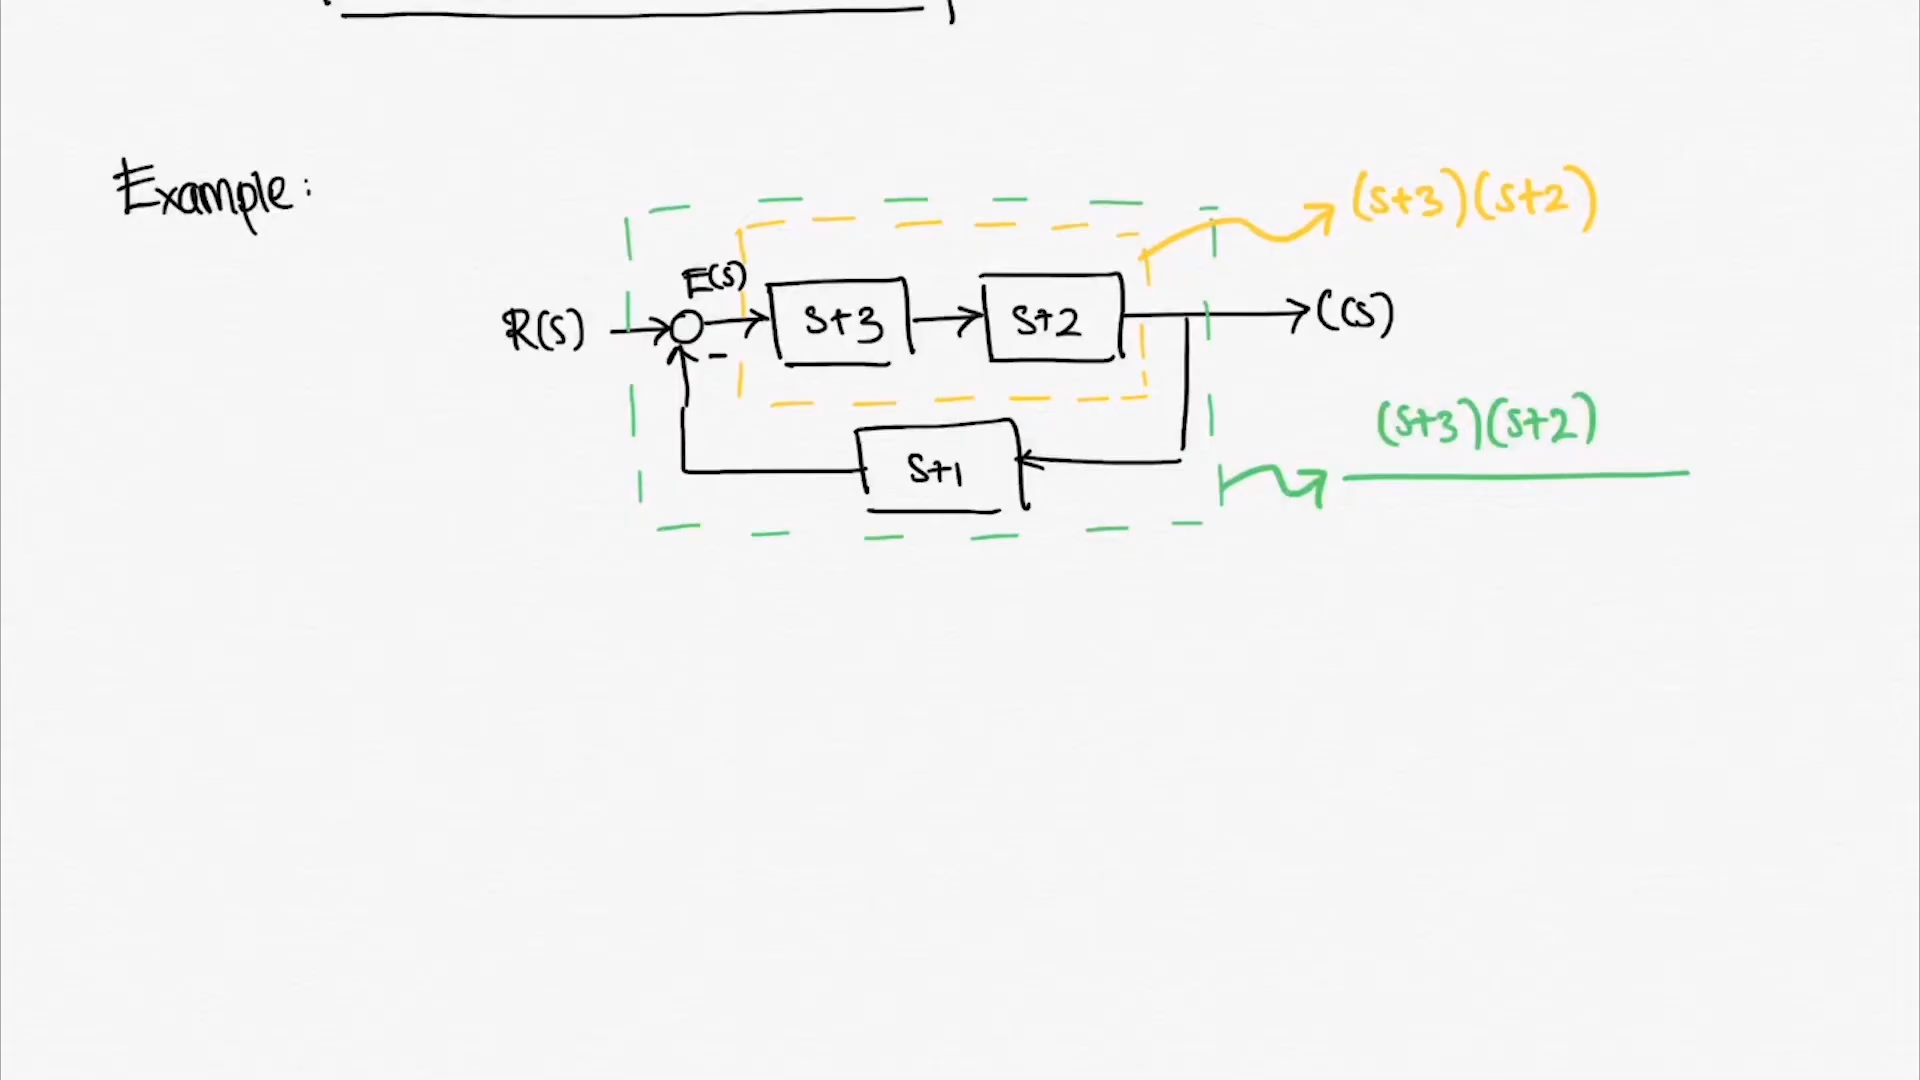 Example:
(s+3)(s+2)
E(s)
R(s)
s+3
s+2
C(s)
-
(s+3)(s+2)
s+1